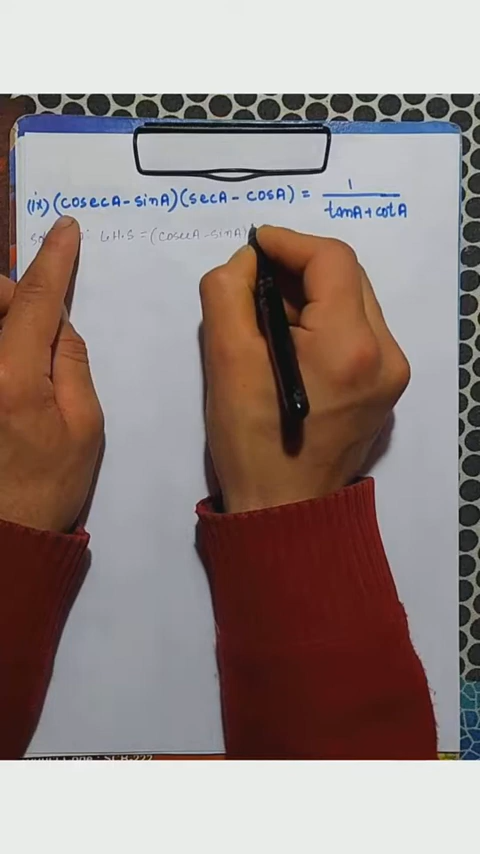 (ix) (cosecA - sinA)(secA - cosA) = 1 / tanA + cotA
L.H.S = (cosecA - sinA)